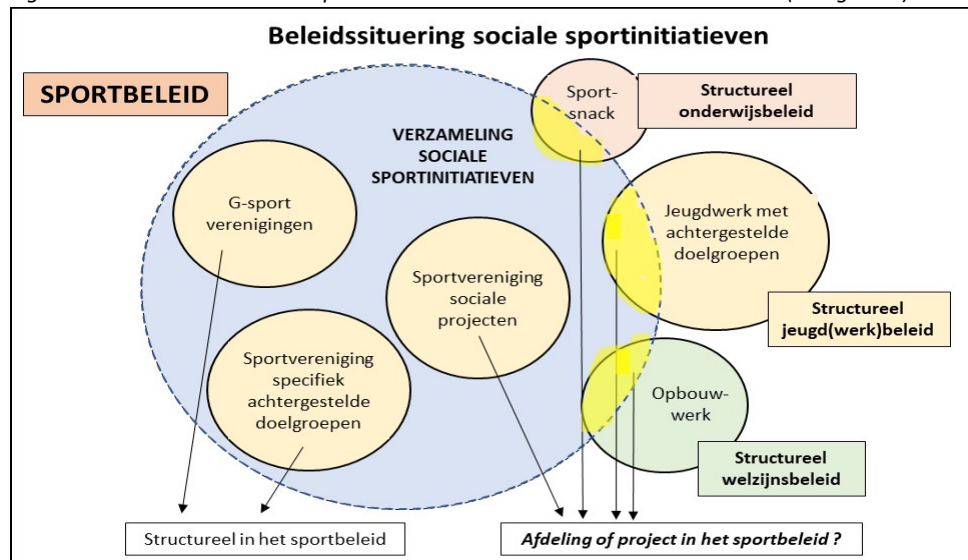 Beleidssituering sociale sportinitiatieven
SPORTBELEID
VERZAMELING
SOCIALE
SPORTINITIATIEVEN
Sport-
snack
Structureel
onderwijsbeleid
G-sport
verenigingen
Jeugdwerk met
achtergestelde
doelgroepen
Sportvereniging
sociale
projecten
Structureel
jeugd(werk)beleid
Sportvereniging
specifiek
achtergestelde
doelgroepen
Opbouw-
werk
Structureel
welzijnsbeleid
Structureel in het sportbeleid
Afdeling of project in het sportbeleid ?